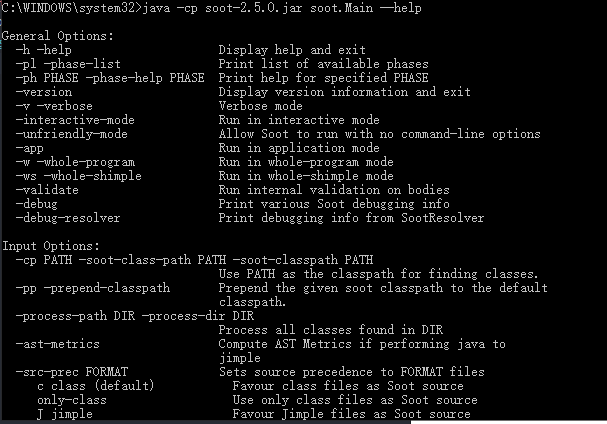 C:\WINDOWS\system32>java -cp soot-2.5.0.jar soot.Main --help
General Options:
-h -help Display help and exit
-pl -phase-list Print list of available phases
-ph PHASE -phase-help PHASE Print help for specified PHASE
-version Display version information and exit
-v -verbose Verbose mode
-interactive-mode Run in interactive mode
-unfriendly-mode Allow Soot to run with no command-line options
-app Run in application mode
-w -whole-program Run in whole-program mode
-ws -whole-shimple Run in whole-shimple mode
-validate Run internal validation on bodies
-debug Print various Soot debugging info
-debug-resolver Print debugging info from SootResolver
Input Options:
-cp PATH -soot-class-path PATH -soot-classpath PATH
Use PATH as the classpath for finding classes.
-pp -prepend-classpath Prepend the given soot classpath to the default
classpath.
-process-path DIR -process-dir DIR
Process all classes found in DIR
-ast-metrics Compute AST Metrics if performing java to
jimple
-src-prec FORMAT Sets source precedence to FORMAT files
c class (default) Favour class files as Soot source
only-class Use only class files as Soot source
J jimple Favour Jimple files as Soot source